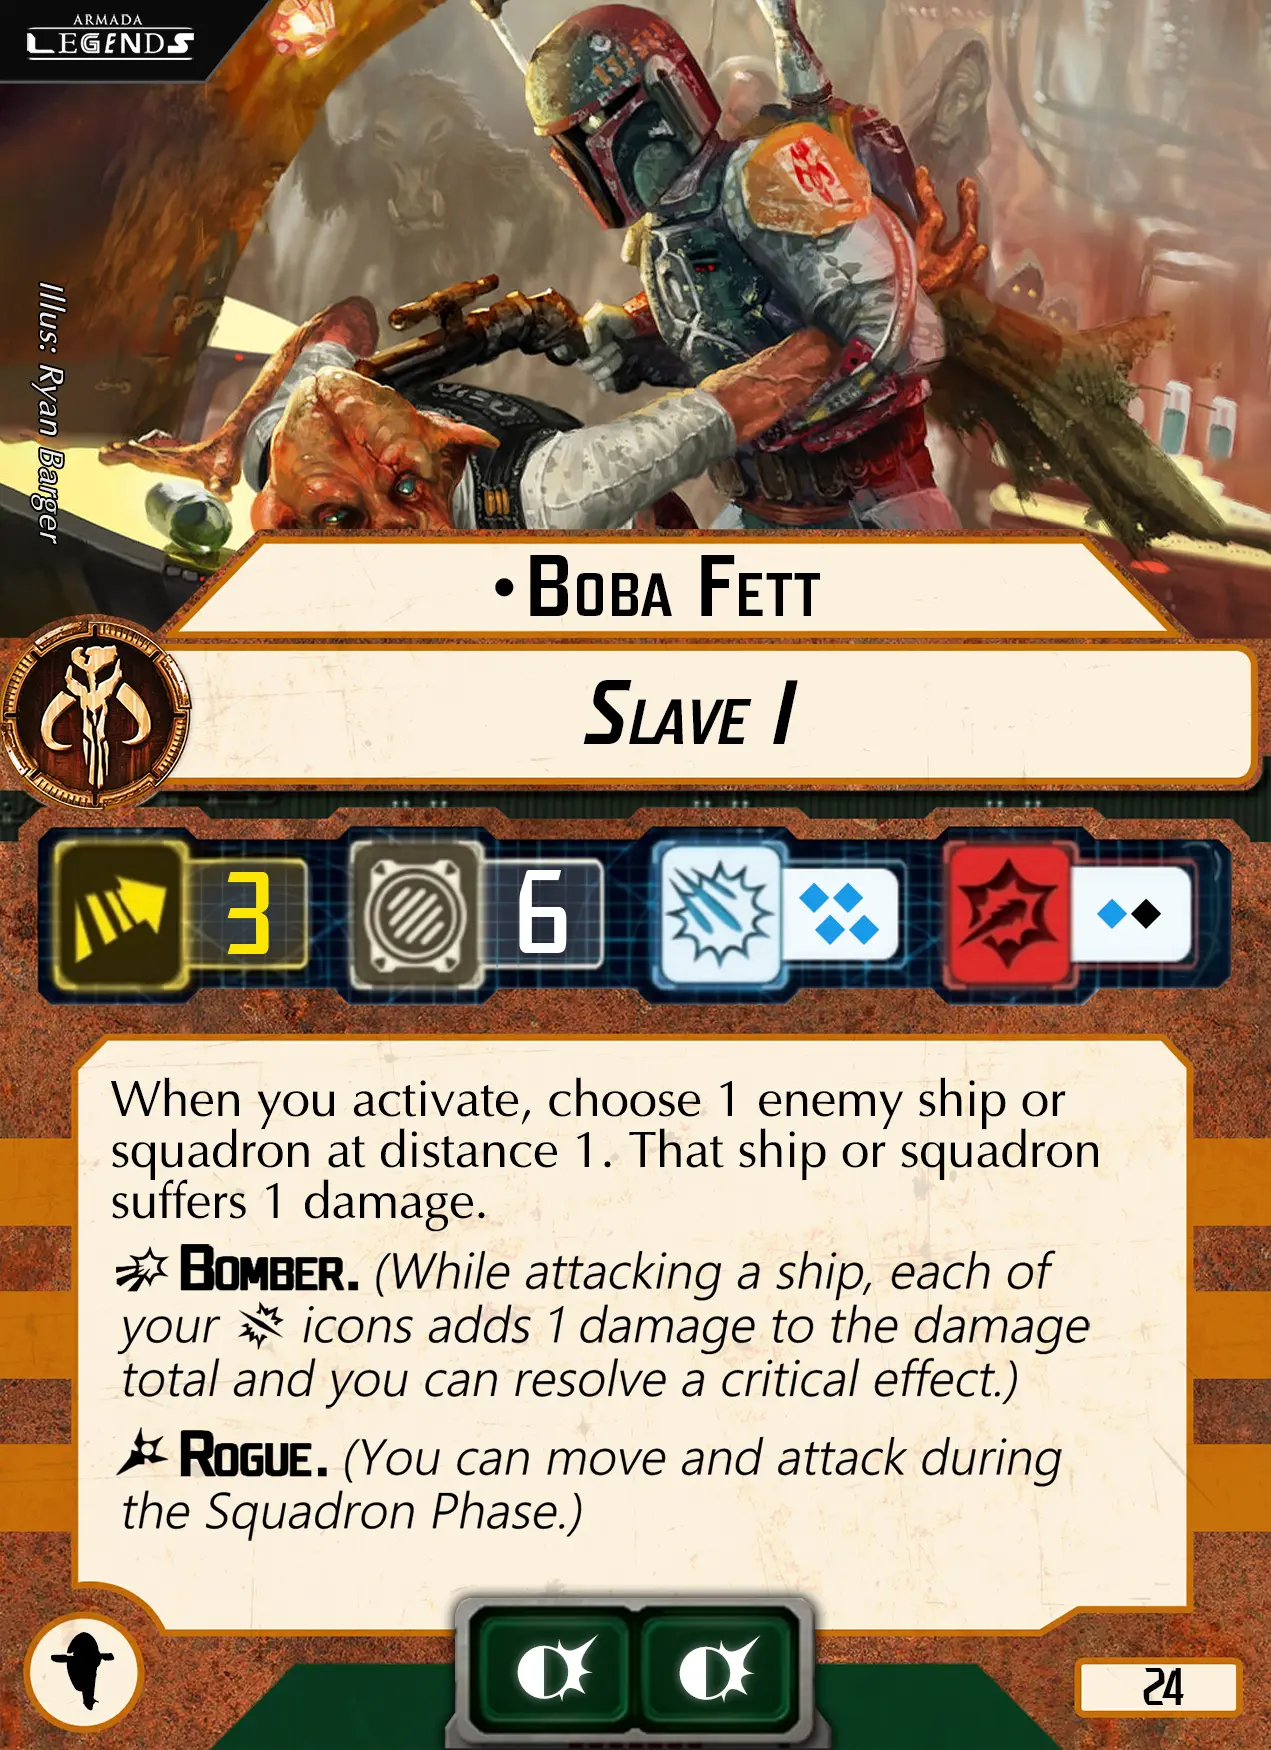 ARMADA
LEGENDS
Illus: Ryan Barger
•BOBA FETT
SLAVE I
3
6
When you activate, choose 1 enemy ship or
squadron at distance 1. That ship or squadron
suffers 1 damage.
BOMBER. (While attacking a ship, each of
your icons adds 1 damage to the damage
total and you can resolve a critical effect.)
ROGUE. (You can move and attack during
the Squadron Phase.)
24